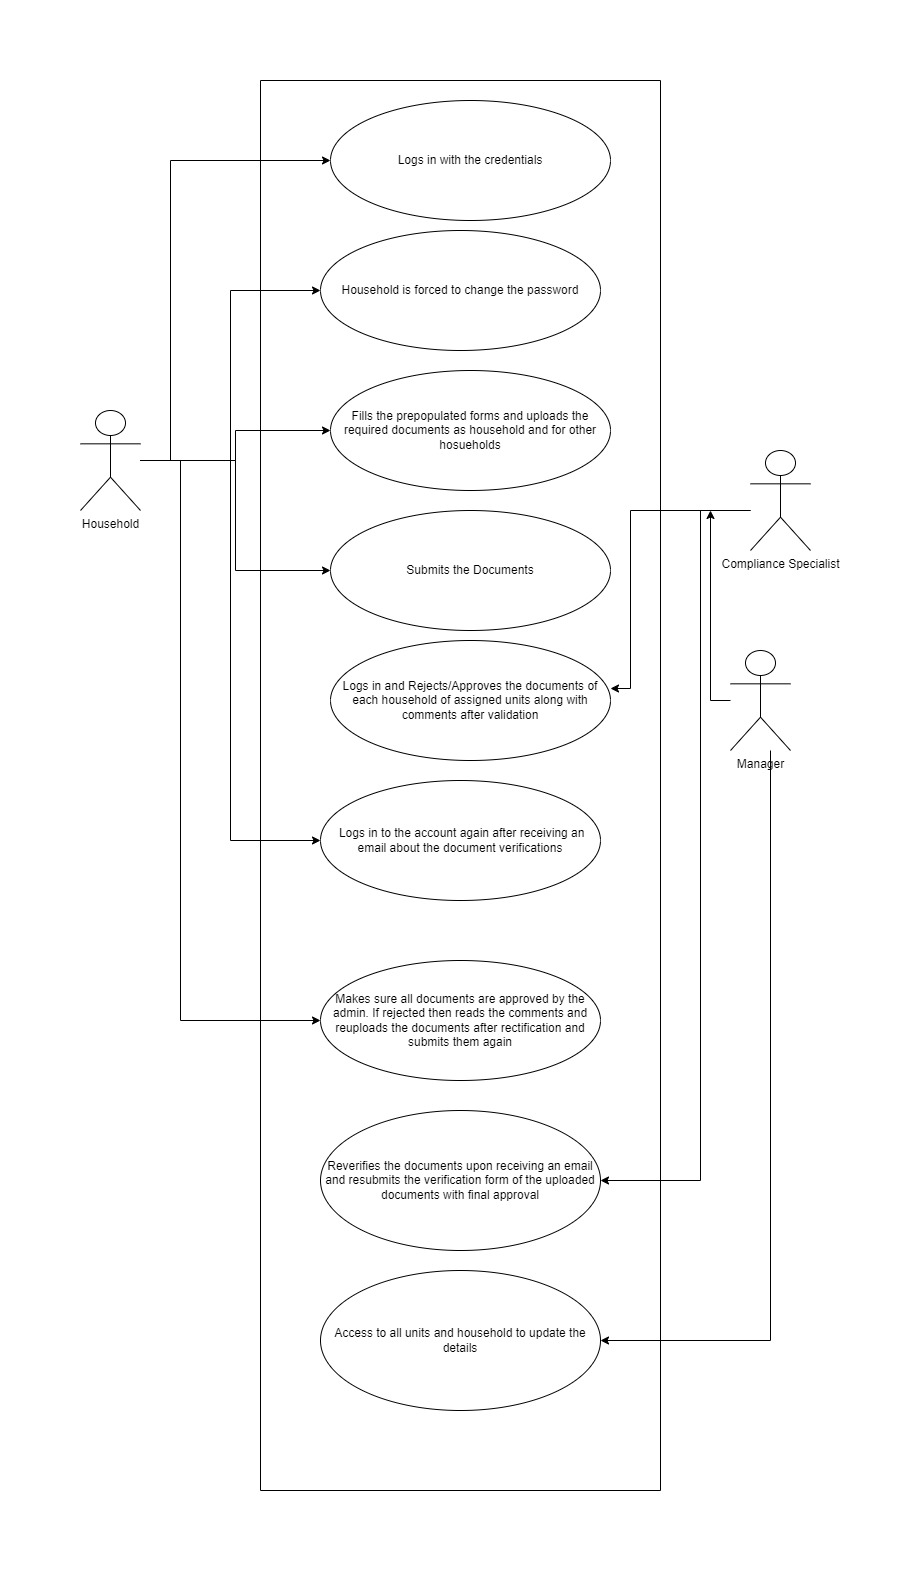 Logs in with the credentials
Household is forced to change the password
Fills the prepopulated forms and uploads the
required documents as household and for other
hosueholds
Household
Compliance Specialist
Submits the Documents
Logs in and Rejects/Approves the documents of
each household of assigned units along with
comments after validation
Manager
Logs in to the account again after receiving an
email about the document verifications
Makes sure all documents are approved by the
admin. If rejected then reads the comments and
reuploads the documents after rectification and
submits them again
Reverifies the documents upon receiving an email
and resubmits the verification form of the uploaded
documents with final approval
Access to all units and household to update the
details